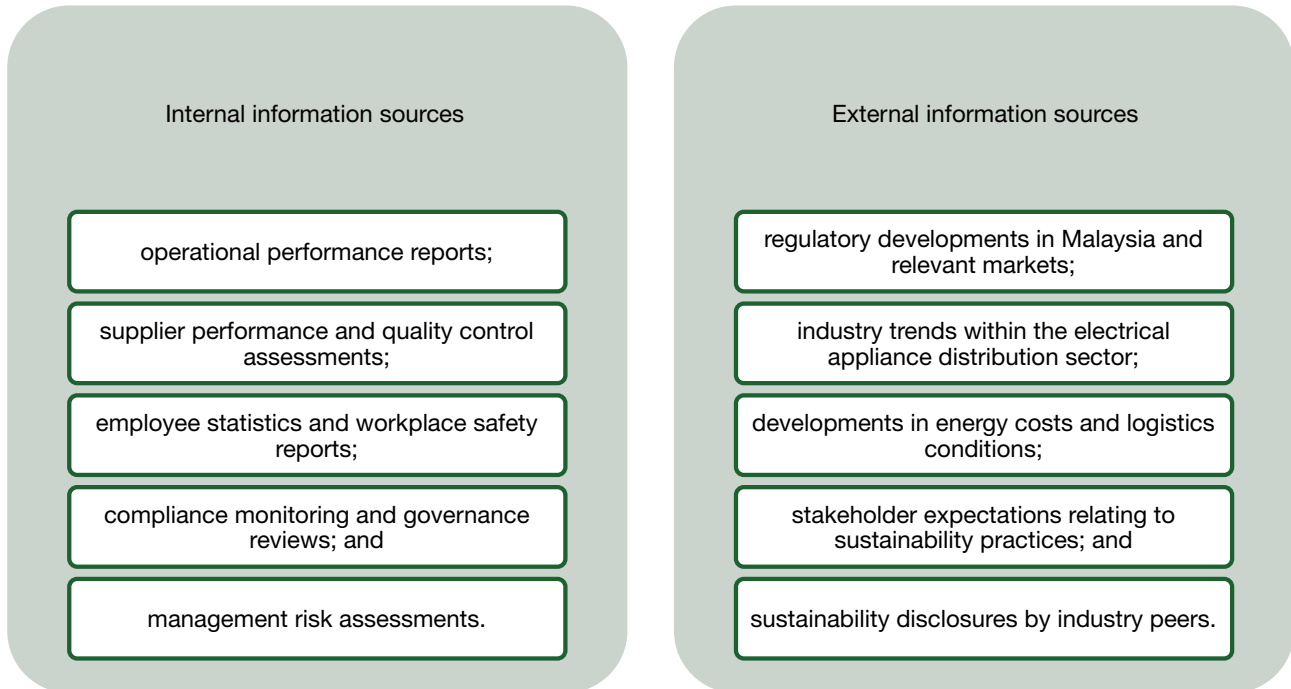 Internal information sources
operational performance reports;
supplier performance and quality control
assessments;
employee statistics and workplace safety
reports;
compliance monitoring and governance
reviews; and
management risk assessments.
External information sources
regulatory developments in Malaysia and
relevant markets;
industry trends within the electrical
appliance distribution sector;
developments in energy costs and logistics
conditions;
stakeholder expectations relating to
sustainability practices; and
sustainability disclosures by industry peers.